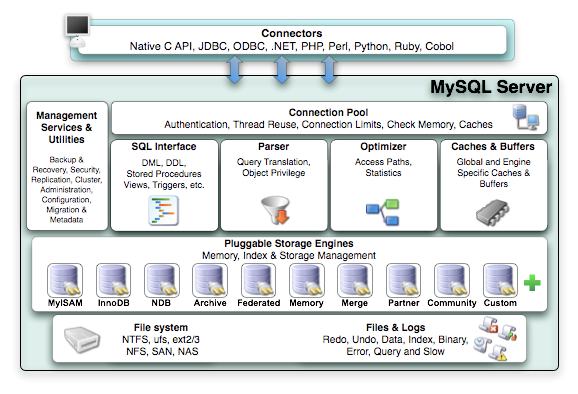 Connectors
Native C API, JDBC, ODBC, .NET, PHP, Perl, Python, Ruby, Cobol
MySQL Server
Management
Services &
Utilities
Backup &
Recovery, Security,
Replication, Cluster,
Administration,
Configuration,
Migration &
Metadata
Connection Pool
Authentication, Thread Reuse, Connection Limits, Check Memory, Caches
SQL Interface
DML, DDL,
Stored Procedures
Views, Triggers, etc.
Parser
Query Translation,
Object Privilege
Optimizer
Access Paths,
Statistics
Caches & Buffers
Global and Engine
Specific Caches &
Buffers
Pluggable Storage Engines
Memory, Index & Storage Management
MyISAM InnoDB NDB Archive Federated Memory Merge Partner Community Custom
File system
NTFS, ufs, ext2/3
NFS, SAN, NAS
Files & Logs
Redo, Undo, Data, Index, Binary,
Error, Query and Slow